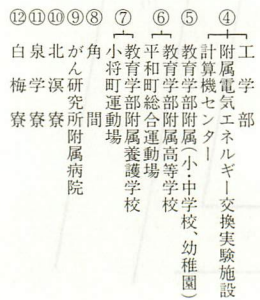 ④工学部
附属電気エネルギー交換実験施設
計算機センター
⑤教育学部附属(小・中学校、幼稚園)
⑥教育学部附属高等学校
平和町総合運動場
⑦教育学部附属養護学校
小将町運動場
⑧角間
⑨がん研究所附属病院
⑩北溟寮
⑪泉学寮
⑫白梅寮